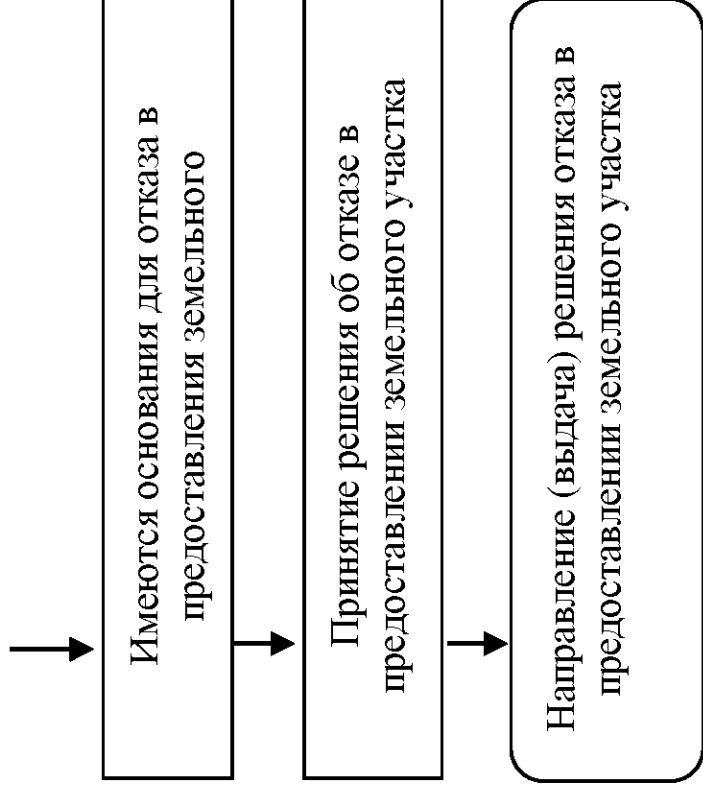 Имеются основания для отказа в
предоставления земельного
Принятие решения об отказе в
предоставлении земельного участка
Направление (выдача) решения отказа в
предоставлении земельного участка